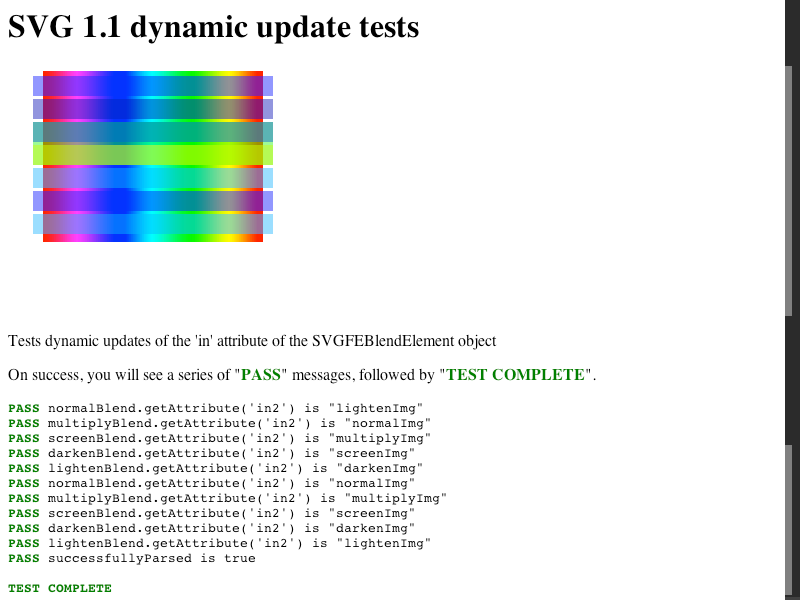 SVG 1.1 dynamic update tests
Tests dynamic updates of the 'in' attribute of the SVGFEBlendElement object
On success, you will see a series of "PASS" messages, followed by "TEST COMPLETE".
PASS normalBlend.getAttribute('in2') is "lightenImg"
PASS multiplyBlend.getAttribute('in2') is "normalImg"
PASS screenBlend.getAttribute('in2') is "multiplyImg"
PASS darkenBlend.getAttribute('in2') is "screenImg"
PASS lightenBlend.getAttribute('in2') is "darkenImg"
PASS normalBlend.getAttribute('in2') is "normalImg"
PASS multiplyBlend.getAttribute('in2') is "multiplyImg"
PASS screenBlend.getAttribute('in2') is "screenImg"
PASS darkenBlend.getAttribute('in2') is "darkenImg"
PASS lightenBlend.getAttribute('in2') is "lightenImg"
PASS successfullyParsed is true
TEST COMPLETE